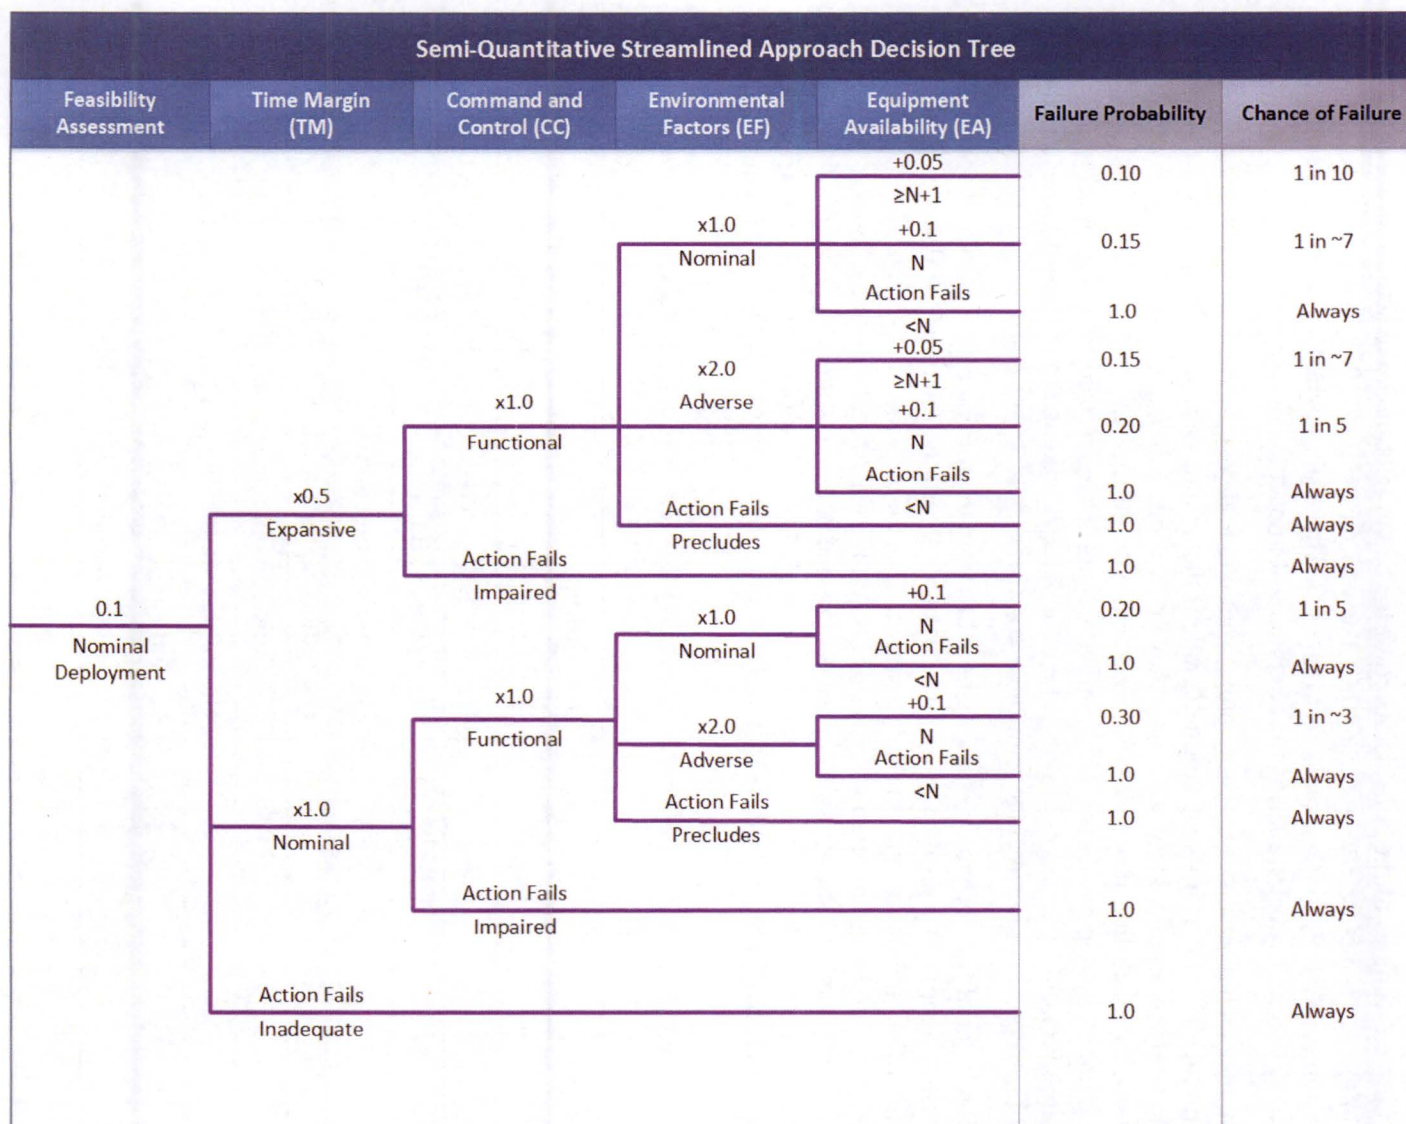 Semi-Quantitative Streamlined Approach Decision Tree
Feasibility
Assessment
Time Margin
(TM)
Command and
Control (CC)
Environmental
Factors (EF)
Equipment
Availability (EA)
Failure Probability
Chance of Failure
+0.05
0.10
1 in 10
≥N+1
x1.0
Nominal
+0.1
0.15
1 in ~7
N
Action Fails
1.0
Always
<N
+0.05
0.15
1 in ~7
x2.0
≥N+1
Adverse
x1.0
+0.1
0.20
1 in 5
Functional
N
Action Fails
1.0
Always
x0.5
Expansive
<N
Action Fails
1.0
Always
Precludes
Action Fails
1.0
Always
Impaired
0.1
Nominal
Deployment
+0.1
0.20
1 in 5
x1.0
N
Nominal
Action Fails
1.0
Always
<N
x1.0
Functional
+0.1
0.30
1 in ~3
x2.0
N
Adverse
Action Fails
1.0
Always
<N
Action Fails
1.0
Always
Precludes
x1.0
Nominal
Action Fails
1.0
Always
Impaired
Action Fails
1.0
Always
Inadequate